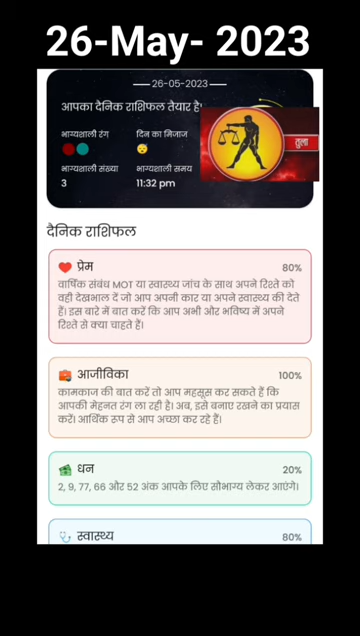 26-May- 2023
26-05-2023
आपका दैनिक राशिफल तैयार है!
भाग्यशाली रंग
दिन का मिजाज
तुला
भाग्यशाली संख्या
भाग्यशाली समय
3
11:32 pm
दैनिक राशिफल
प्रेम 80%
वार्षिक संबंध MOT या स्वास्थ्य जांच के साथ अपने रिश्ते को
वही देखभाल दें जो आप अपनी कार या अपने स्वास्थ्य की देते
हैं। इस बारे में बात करें कि आप अभी और भविष्य में अपने
रिश्ते से क्या चाहते हैं।
आजीविका 100%
कामकाज की बात करें तो आप महसूस कर सकते हैं कि
आपकी मेहनत रंग ला रही है। अब, इसे बनाए रखने का प्रयास
करें। आर्थिक रूप से आप अच्छा कर रहे हैं।
धन 20%
2, 9, 77, 66 और 52 अंक आपके लिए सौभाग्य लेकर आएंगे।
स्वास्थ्य 80%